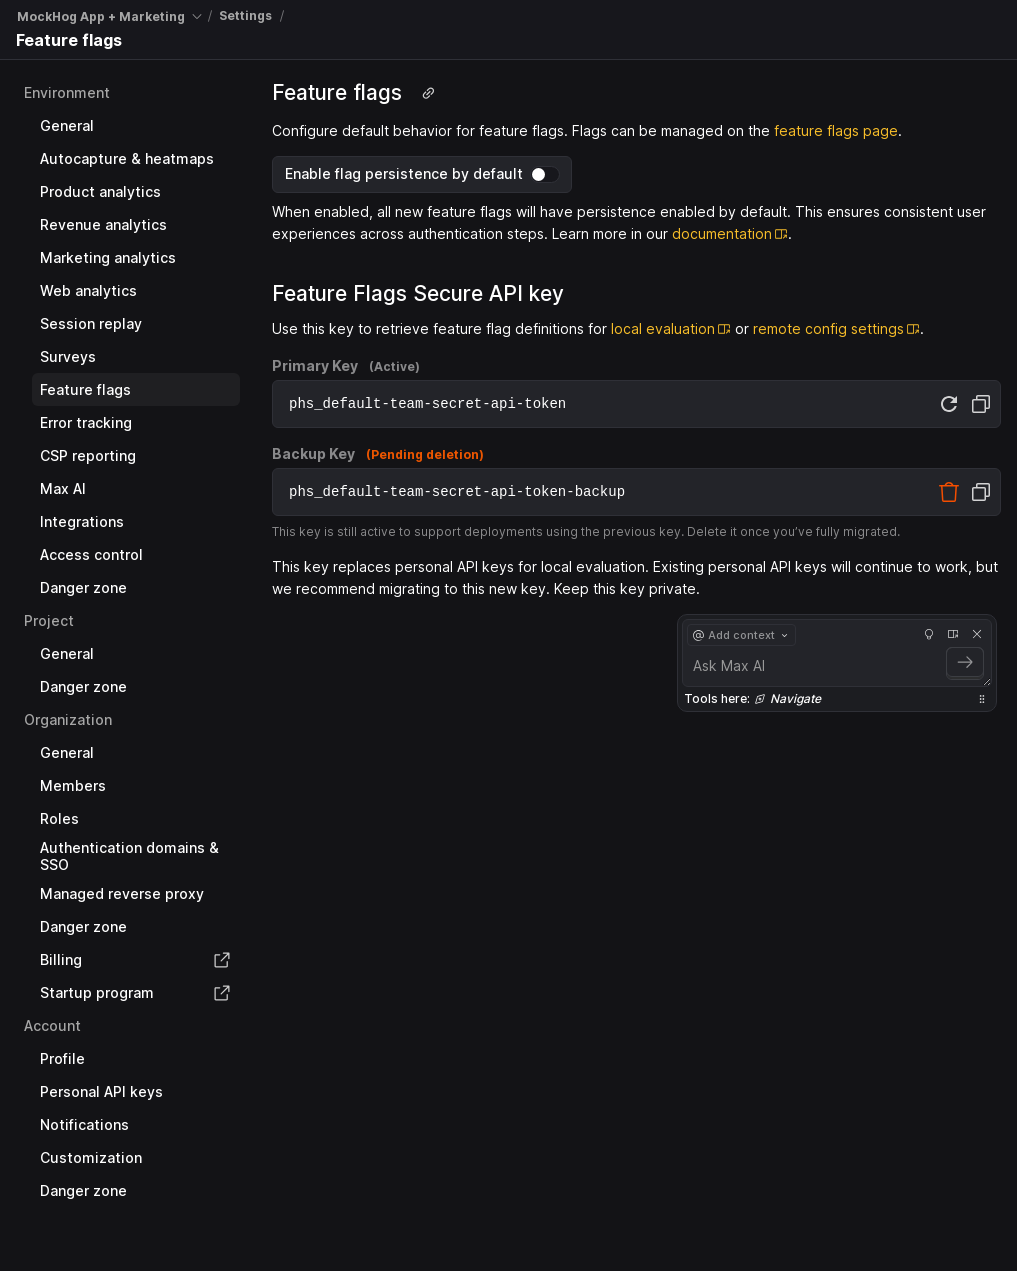 MockHog App + Marketing / Settings /
Feature flags
Environment
General
Autocapture & heatmaps
Product analytics
Revenue analytics
Marketing analytics
Web analytics
Session replay
Surveys
Feature flags
Error tracking
CSP reporting
Max AI
Integrations
Access control
Danger zone
Project
General
Danger zone
Organization
General
Members
Roles
Authentication domains &
SSO
Managed reverse proxy
Danger zone
Billing
Startup program
Account
Profile
Personal API keys
Notifications
Customization
Danger zone
Feature flags
Configure default behavior for feature flags. Flags can be managed on the feature flags page.
Enable flag persistence by default
When enabled, all new feature flags will have persistence enabled by default. This ensures consistent user
experiences across authentication steps. Learn more in our documentation.
Feature Flags Secure API key
Use this key to retrieve feature flag definitions for local evaluation or remote config settings.
Primary Key (Active)
phs_default-team-secret-api-token
Backup Key (Pending deletion)
phs_default-team-secret-api-token-backup
This key is still active to support deployments using the previous key. Delete it once you’ve fully migrated.
This key replaces personal API keys for local evaluation. Existing personal API keys will continue to work, but
we recommend migrating to this new key. Keep this key private.
@ Add context
Ask Max AI
Tools here: Navigate